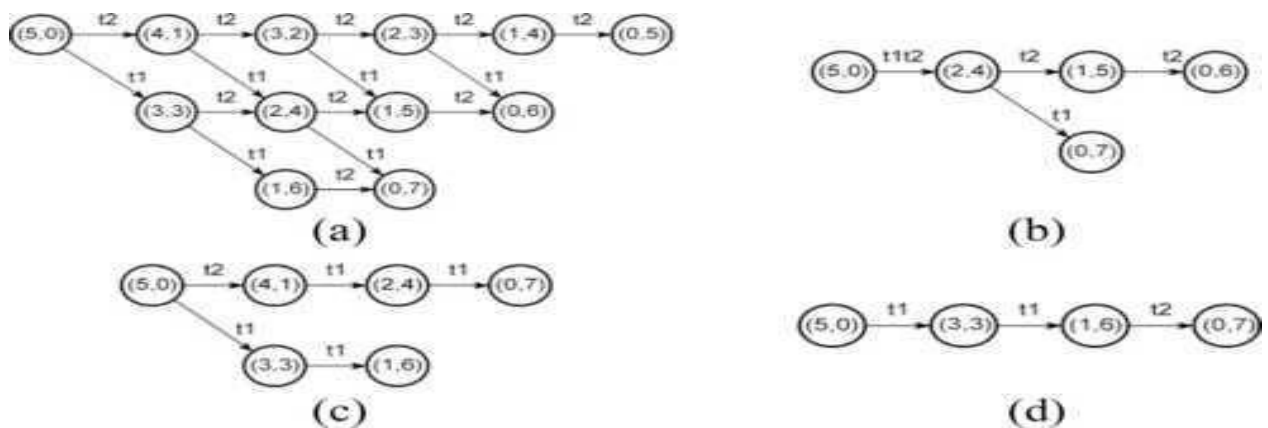 (5,0) t2 (4,1) t2 (3,2) t2 (2,3) t2 (1,4) t2 (0,5)
t1 t1 t1 t1
(3,3) t2 (2,4) t2 (1,5) t2 (0,6)
t1 t1
(1,6) t2 (0,7)
(a)
(5,0) t1t2 (2,4) t2 (1,5) t2 (0,6)
t1
(0,7)
(b)
(5,0) t2 (4,1) t1 (2,4) t1 (0,7)
t1
(3,3) t1 (1,6)
(c)
(5,0) t1 (3,3) t1 (1,6) t2 (0,7)
(d)